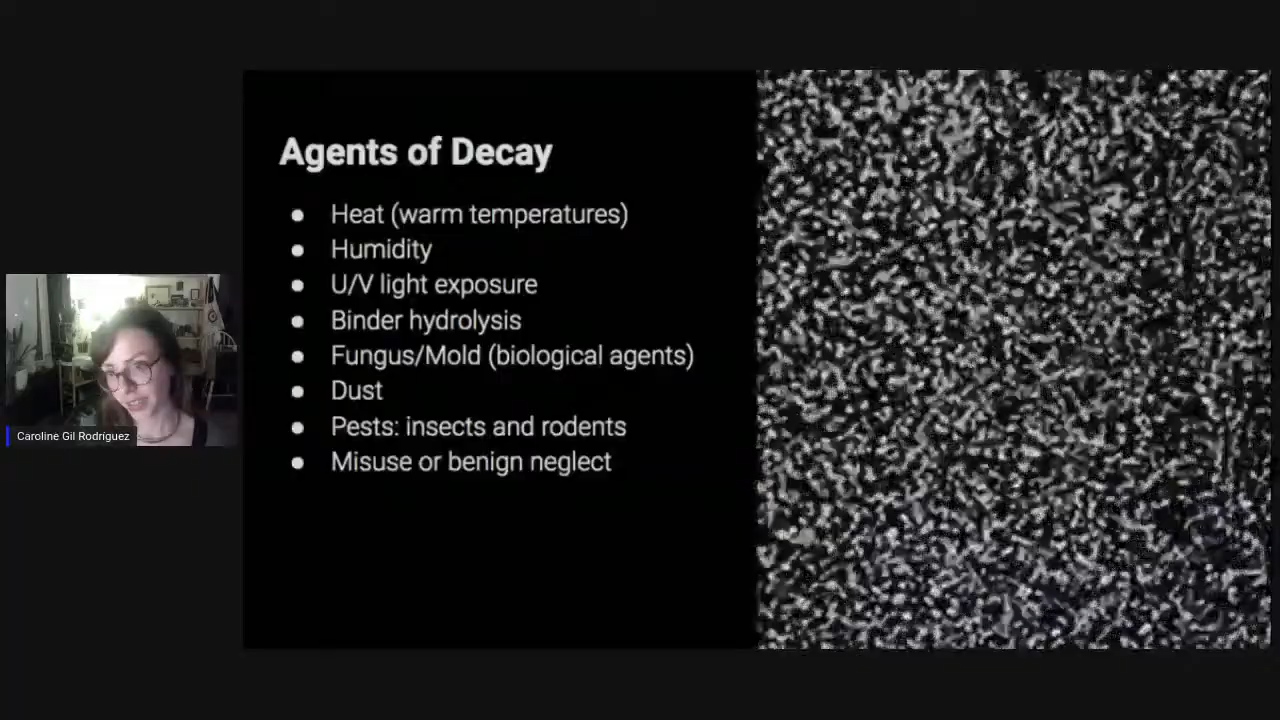 Agents of Decay
Heat (warm temperatures)
Humidity
U/V light exposure
Binder hydrolysis
Fungus/Mold (biological agents)
Dust
Pests: insects and rodents
Misuse or benign neglect
Caroline Gil Rodríguez